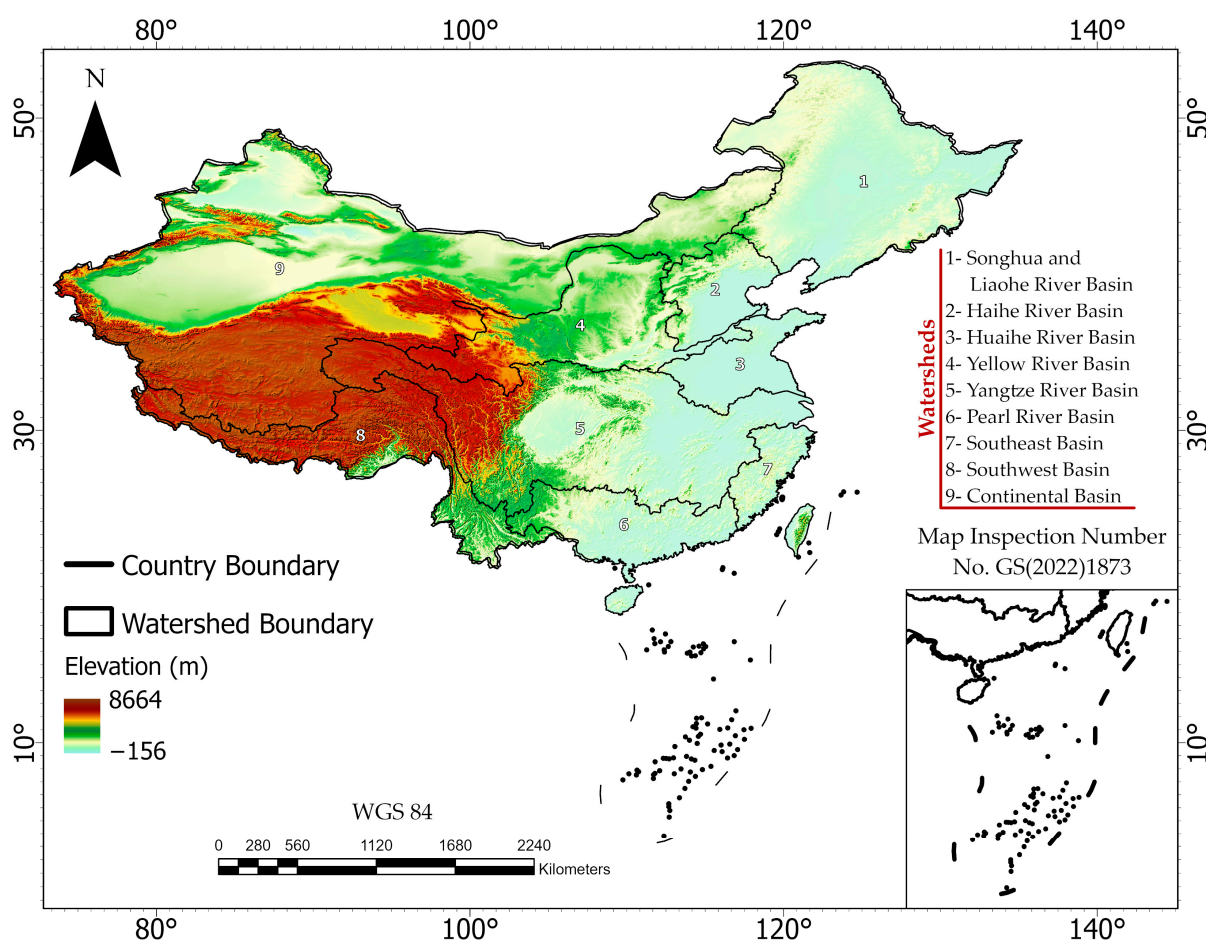 80° 100° 120° 140°
N
50° 50°
1
9
2
4
3
8
5
7
6
30° 30°
10° 10°
Watersheds
1- Songhua and
Liaohe River Basin
2- Haihe River Basin
3- Huaihe River Basin
4- Yellow River Basin
5- Yangtze River Basin
6- Pearl River Basin
7- Southeast Basin
8- Southwest Basin
9- Continental Basin
Map Inspection Number
No. GS(2022)1873
Country Boundary
Watershed Boundary
Elevation (m)
8664
−156
WGS 84
0 280 560 1120 1680 2240
Kilometers
80° 100° 120° 140°